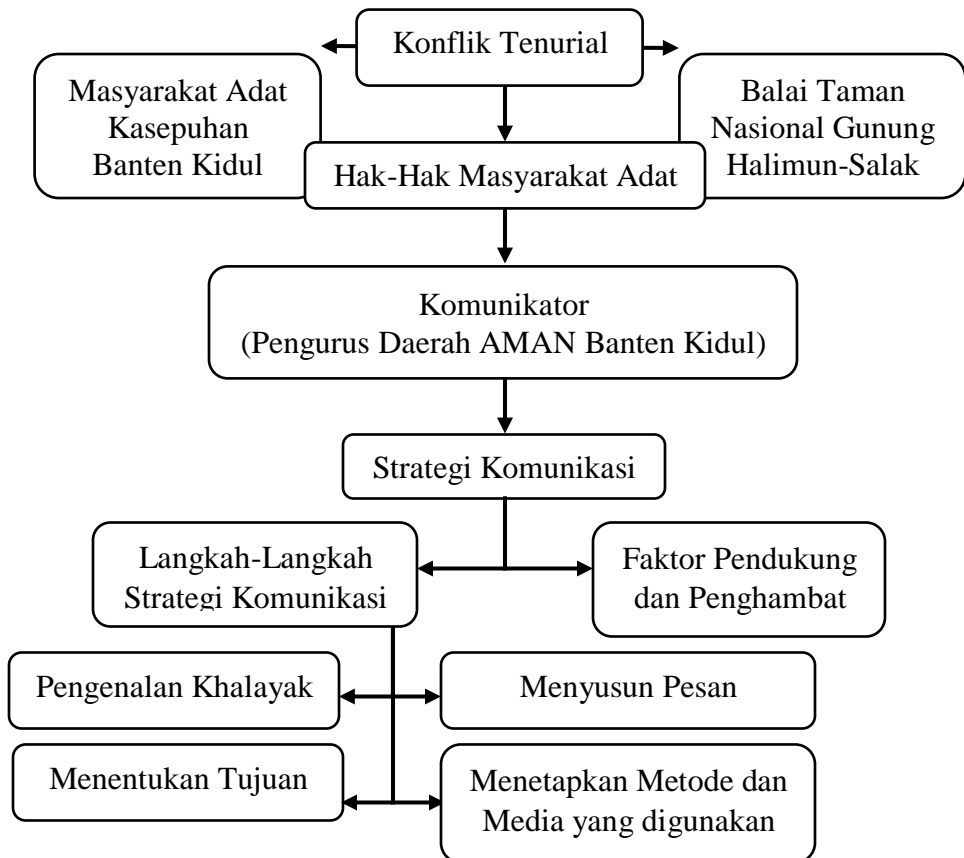 Konflik Tenurial
Masyarakat Adat
Kasepuhan
Banten Kidul
Balai Taman
Nasional Gunung
Halimun-Salak
Hak-Hak Masyarakat Adat
Komunikator
(Pengurus Daerah AMAN Banten Kidul)
Strategi Komunikasi
Langkah-Langkah
Strategi Komunikasi
Faktor Pendukung
dan Penghambat
Pengenalan Khalayak
Menyusun Pesan
Menentukan Tujuan
Menetapkan Metode dan
Media yang digunakan